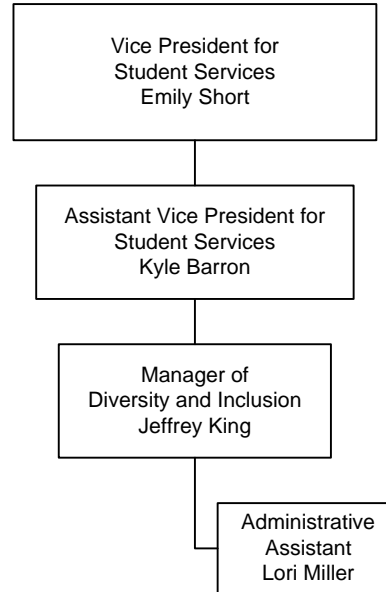 Vice President for
Student Services
Emily Short
Assistant Vice President for
Student Services
Kyle Barron
Manager of
Diversity and Inclusion
Jeffrey King
Administrative
Assistant
Lori Miller